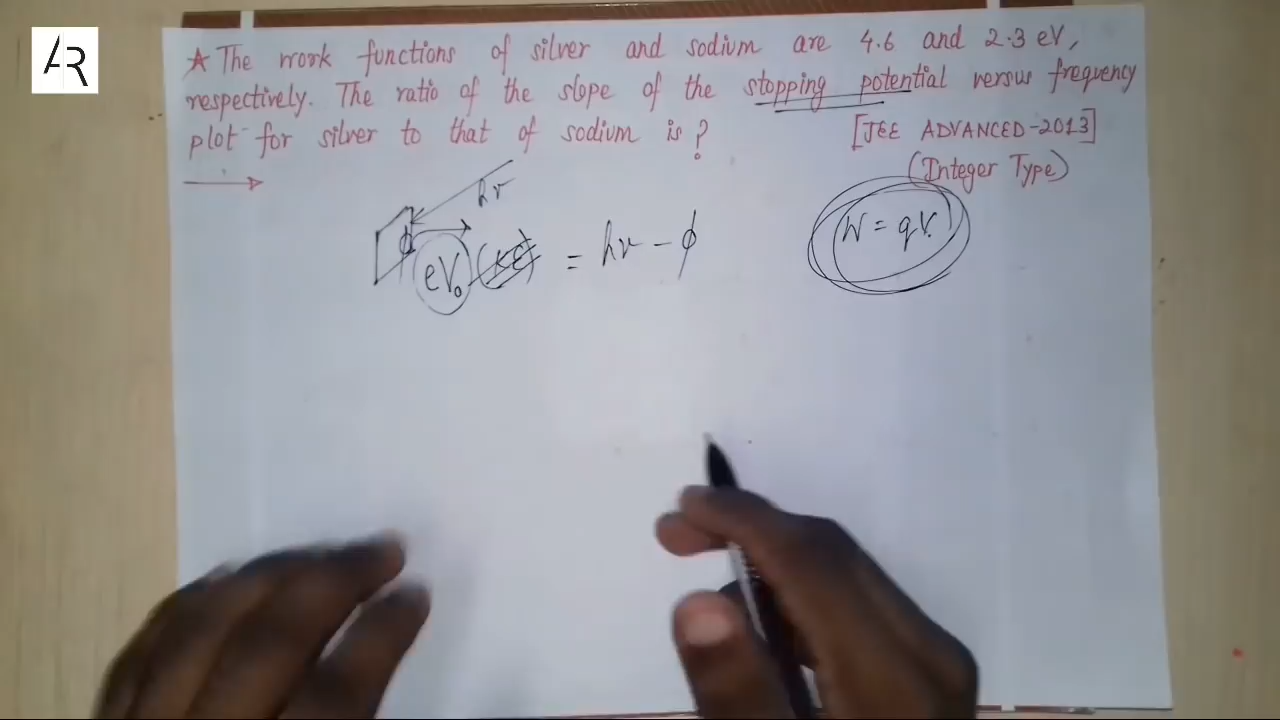 AR
★ The work functions of silver and sodium are 4.6 and 2.3 eV,
respectively. The ratio of the slope of the stopping potential versus frequency
plot for silver to that of sodium is?
[JEE ADVANCED-2013]
(Integer Type)
hν
ϕ
eV₀ (KE) = hν - ϕ
W = qV.